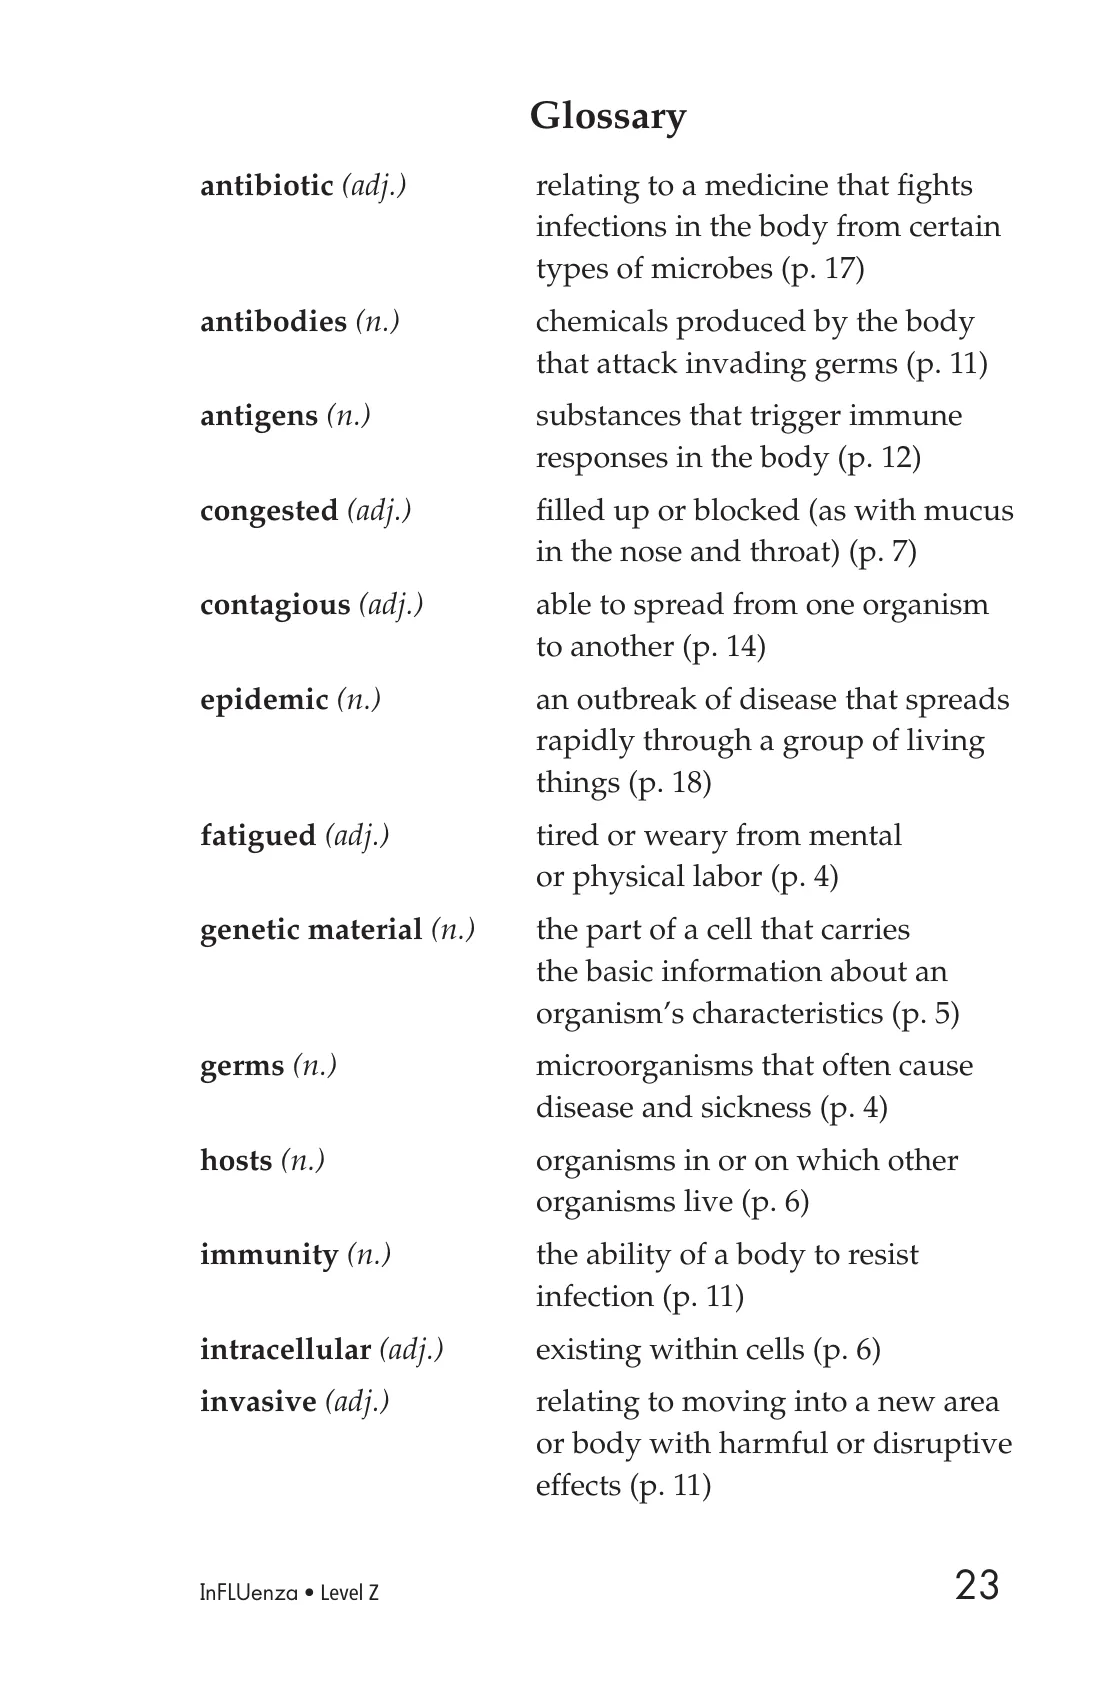 Glossary
antibiotic (adj.) relating to a medicine that fights
infections in the body from certain
types of microbes (p. 17)
antibodies (n.) chemicals produced by the body
that attack invading germs (p. 11)
antigens (n.) substances that trigger immune
responses in the body (p. 12)
congested (adj.) filled up or blocked (as with mucus
in the nose and throat) (p. 7)
contagious (adj.) able to spread from one organism
to another (p. 14)
epidemic (n.) an outbreak of disease that spreads
rapidly through a group of living
things (p. 18)
fatigued (adj.) tired or weary from mental
or physical labor (p. 4)
genetic material (n.) the part of a cell that carries
the basic information about an
organism’s characteristics (p. 5)
germs (n.) microorganisms that often cause
disease and sickness (p. 4)
hosts (n.) organisms in or on which other
organisms live (p. 6)
immunity (n.) the ability of a body to resist
infection (p. 11)
intracellular (adj.) existing within cells (p. 6)
invasive (adj.) relating to moving into a new area
or body with harmful or disruptive
effects (p. 11)
InFLUenza • Level Z 23